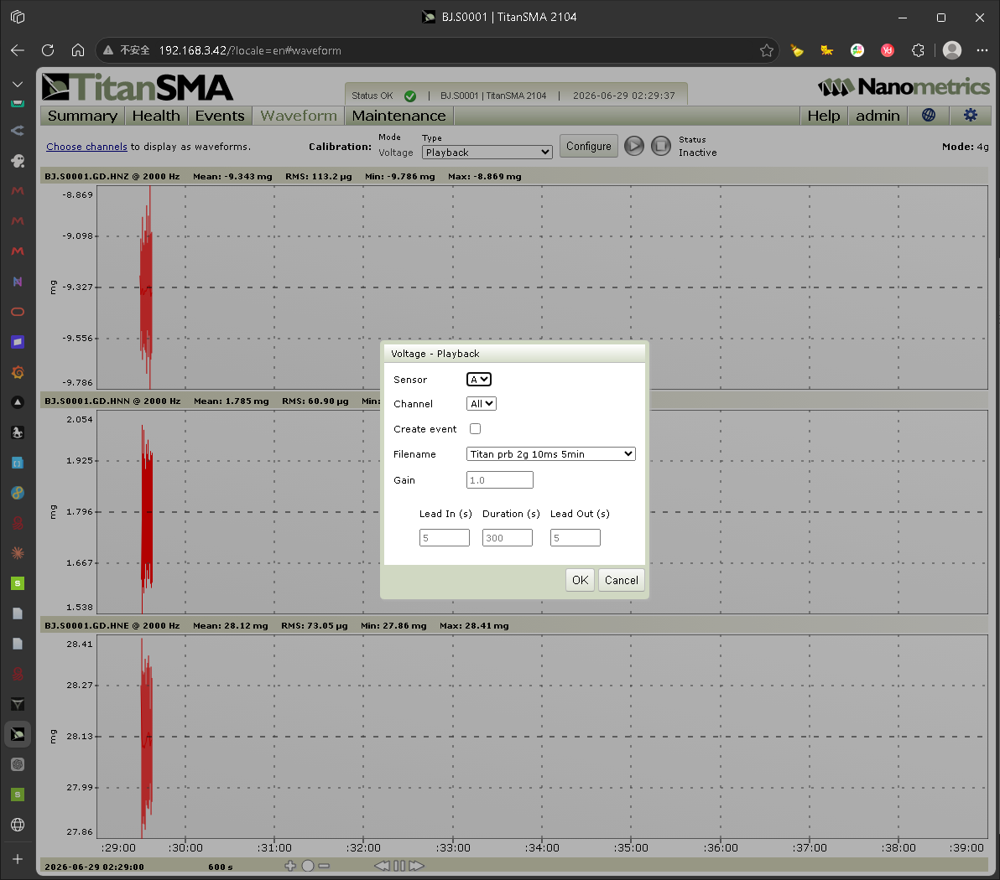 BJ.S0001 | TitanSMA 2104
不安全 192.168.3.42/?locale=en#waveform
TitanSMA
Status OK | BJ.S0001 | TitanSMA 2104 | 2026-06-29 02:29:37
Nanometrics
Summary Health Events Waveform Maintenance Help admin
Choose channels to display as waveforms.
Calibration:
Mode
Voltage
Type
Playback
Configure
Status
Inactive
Mode: 4g
BJ.S0001.GD.HNZ @ 2000 Hz Mean: -9.343 mg RMS: 113.2 µg Min: -9.786 mg Max: -8.869 mg
-8.869
-9.098
mg
-9.327
-9.556
-9.786
BJ.S0001.GD.HNN @ 2000 Hz Mean: 1.785 mg RMS: 60.90 µg Min:
2.054
1.925
mg
1.796
1.667
1.538
Voltage - Playback
Sensor A
Channel All
Create event
Filename Titan prb 2g 10ms 5min
Gain 1.0
Lead In (s) Duration (s) Lead Out (s)
5 300 5
OK Cancel
BJ.S0001.GD.HNE @ 2000 Hz Mean: 28.12 mg RMS: 73.05 µg Min: 27.86 mg Max: 28.41 mg
28.41
28.27
mg
28.13
27.99
27.86
:29:00 :30:00 :31:00 :32:00 :33:00 :34:00 :35:00 :36:00 :37:00 :38:00 :39:00
2026-06-29 02:29:00 600 s